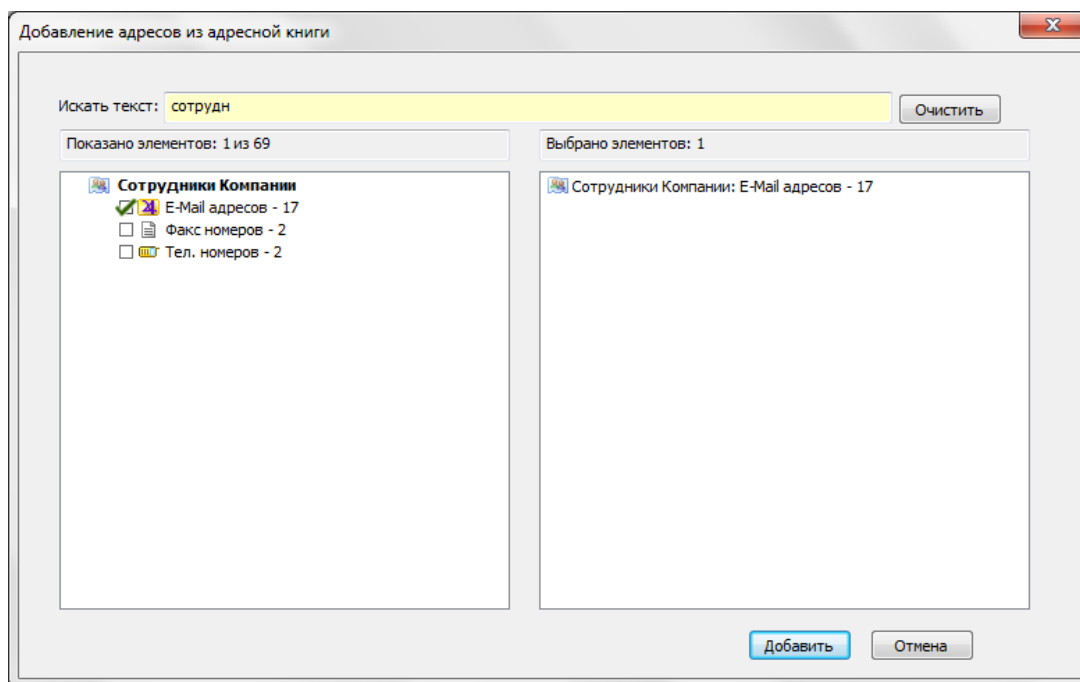 Добавление адресов из адресной книги
Искать текст: сотрудн Очистить
Показано элементов: 1 из 69
Выбрано элементов: 1
Сотрудники Компании
E-Mail адресов - 17
Факс номеров - 2
Тел. номеров - 2
Сотрудники Компании: E-Mail адресов - 17
Добавить Отмена